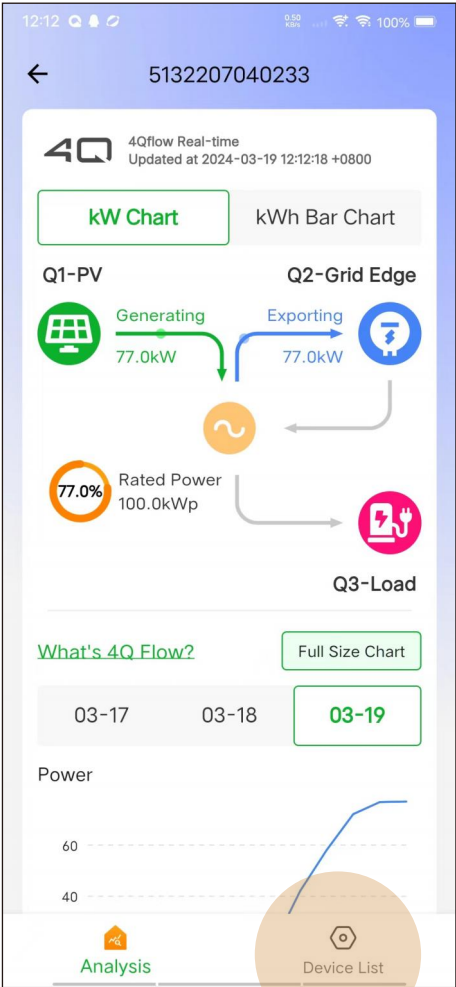 12:12
0.50
KB/s
100%
5132207040233
4Q
4Qflow Real-time
Updated at 2024-03-19 12:12:18 +0800
kW Chart
kWh Bar Chart
Q1-PV
Q2-Grid Edge
Generating
Exporting
77.0kW
77.0kW
77.0%
Rated Power
100.0kWp
Q3-Load
What's 4Q Flow?
Full Size Chart
03-17
03-18
03-19
Power
60
40
Analysis
Device List